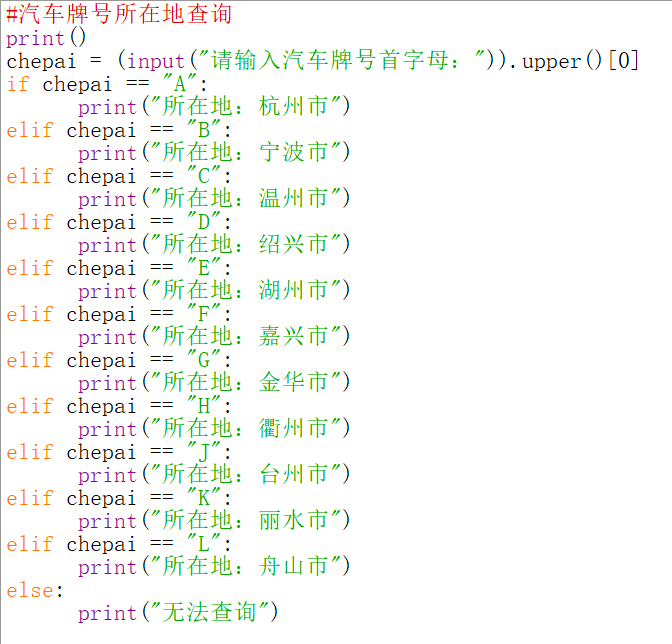 #汽车牌号所在地查询
print()
chepai = (input("请输入汽车牌号首字母：")).upper()[0]
if chepai == "A":
print("所在地：杭州市")
elif chepai == "B":
print("所在地：宁波市")
elif chepai == "C":
print("所在地：温州市")
elif chepai == "D":
print("所在地：绍兴市")
elif chepai == "E":
print("所在地：湖州市")
elif chepai == "F":
print("所在地：嘉兴市")
elif chepai == "G":
print("所在地：金华市")
elif chepai == "H":
print("所在地：衢州市")
elif chepai == "J":
print("所在地：台州市")
elif chepai == "K":
print("所在地：丽水市")
elif chepai == "L":
print("所在地：舟山市")
else:
print("无法查询")